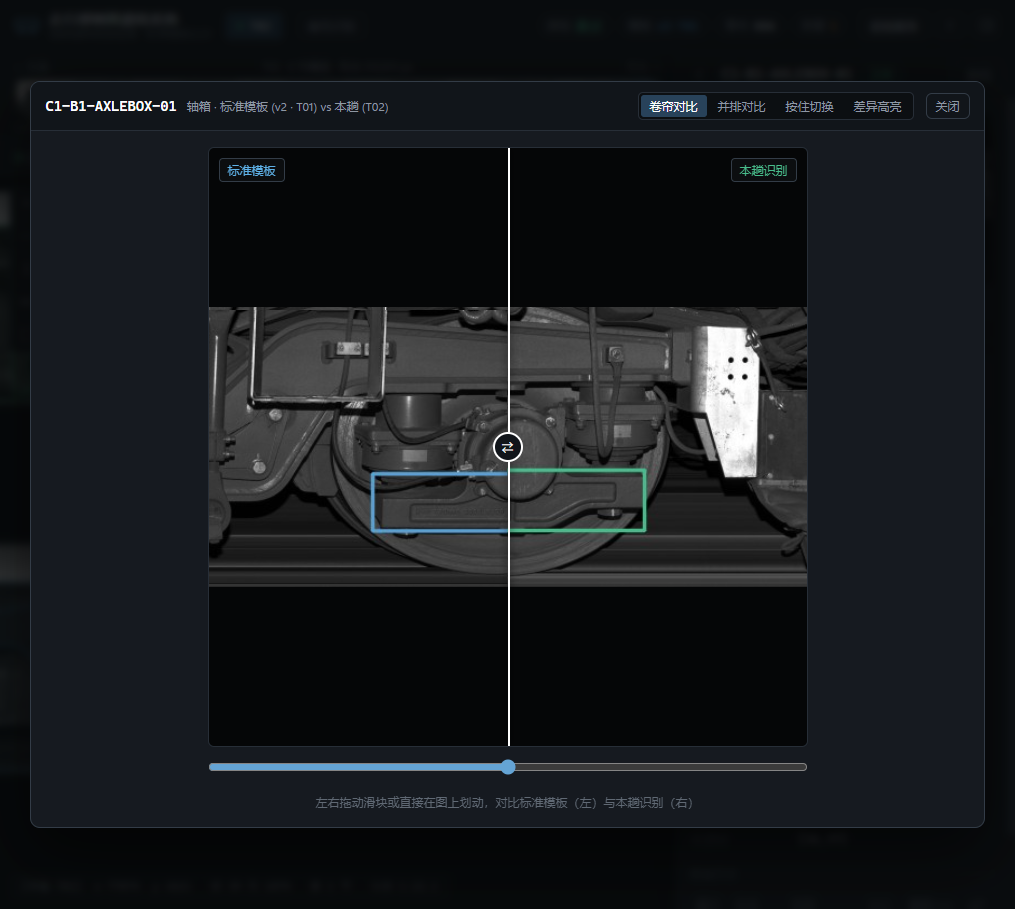 C1-B1-AXLEBOX-01 轴箱 · 标准模板 (v2 · T01) vs 本趟 (T02) 卷帘对比 并排对比 按住切换 差异高亮 关闭
标准模板 本趟识别
左右拖动滑块或直接在图上划动，对比标准模板（左）与本趟识别（右）